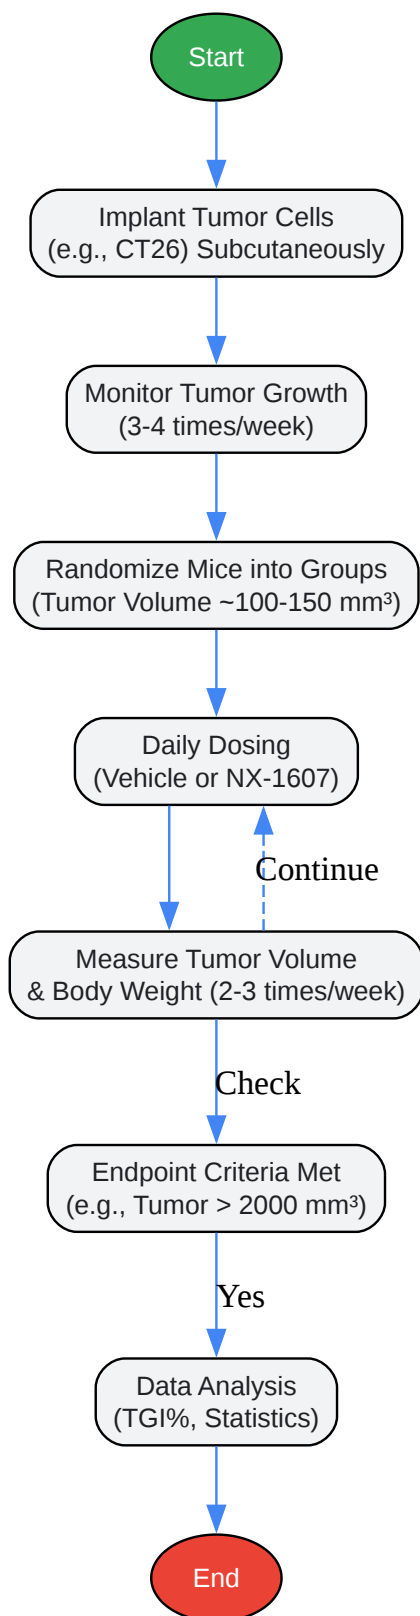 Start
Implant Tumor Cells
(e.g., CT26) Subcutaneously
Monitor Tumor Growth
(3-4 times/week)
Randomize Mice into Groups
(Tumor Volume ~100-150 mm³)
Daily Dosing
(Vehicle or NX-1607)
Continue
Measure Tumor Volume
& Body Weight (2-3 times/week)
Check
Endpoint Criteria Met
(e.g., Tumor > 2000 mm³)
Yes
Data Analysis
(TGI%, Statistics)
End